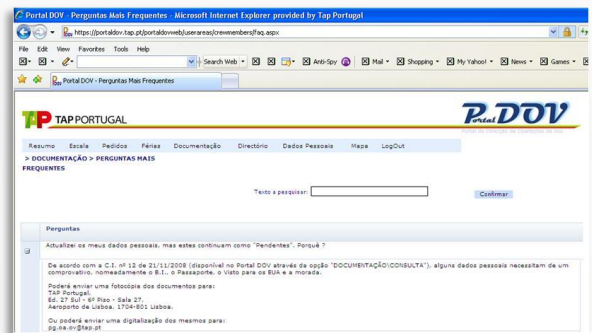 Portal DOV - Perguntas Mais Frequentes - Microsoft Internet Explorer provided by Tap Portugal
https://portaldov.tap.pt/portaldovweb/userareas/crewmembers/faq.aspx
File Edit View Favorites Tools Help
Search Web Anti-Spy Mail Shopping My Yahoo! News Games
Portal DOV - Perguntas Mais Frequentes
TAP TAP PORTUGAL
Portal DOV
Resumo Escala Pedidos Férias Documentação Directório Dados Pessoais Mapa LogOut
> DOCUMENTAÇÃO > PERGUNTAS MAIS
FREQUENTES
Texto a pesquisar: Confirmar
Perguntas
Actualizei os meus dados pessoais, mas estes continuam como "Pendentes". Porquê ?
De acordo com a C.I. nº 12 de 21/11/2008 (disponível no Portal DOV através da opção "DOCUMENTAÇÃO\CONSULTA"), alguns dados pessoais necessitam de um
comprovativo, nomeadamente o B.I., o Passaporte, o Visto para os EUA e a morada.
Poderá enviar uma fotocópia dos documentos para:
TAP Portugal,
Ed. 27 Sul - 6º Piso - Sala 27.
Aeroporto de Lisboa, 1704-801 Lisboa.
Ou poderá enviar uma digitalização dos mesmos para:
pg.oa.ov@tap.pt